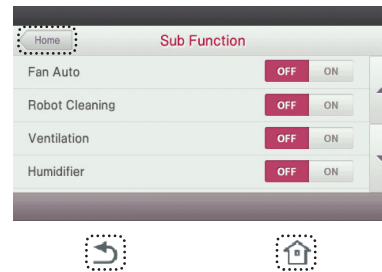 Home Sub Function
Fan Auto OFF ON
Robot Cleaning OFF ON
Ventilation OFF ON
Humidifier OFF ON